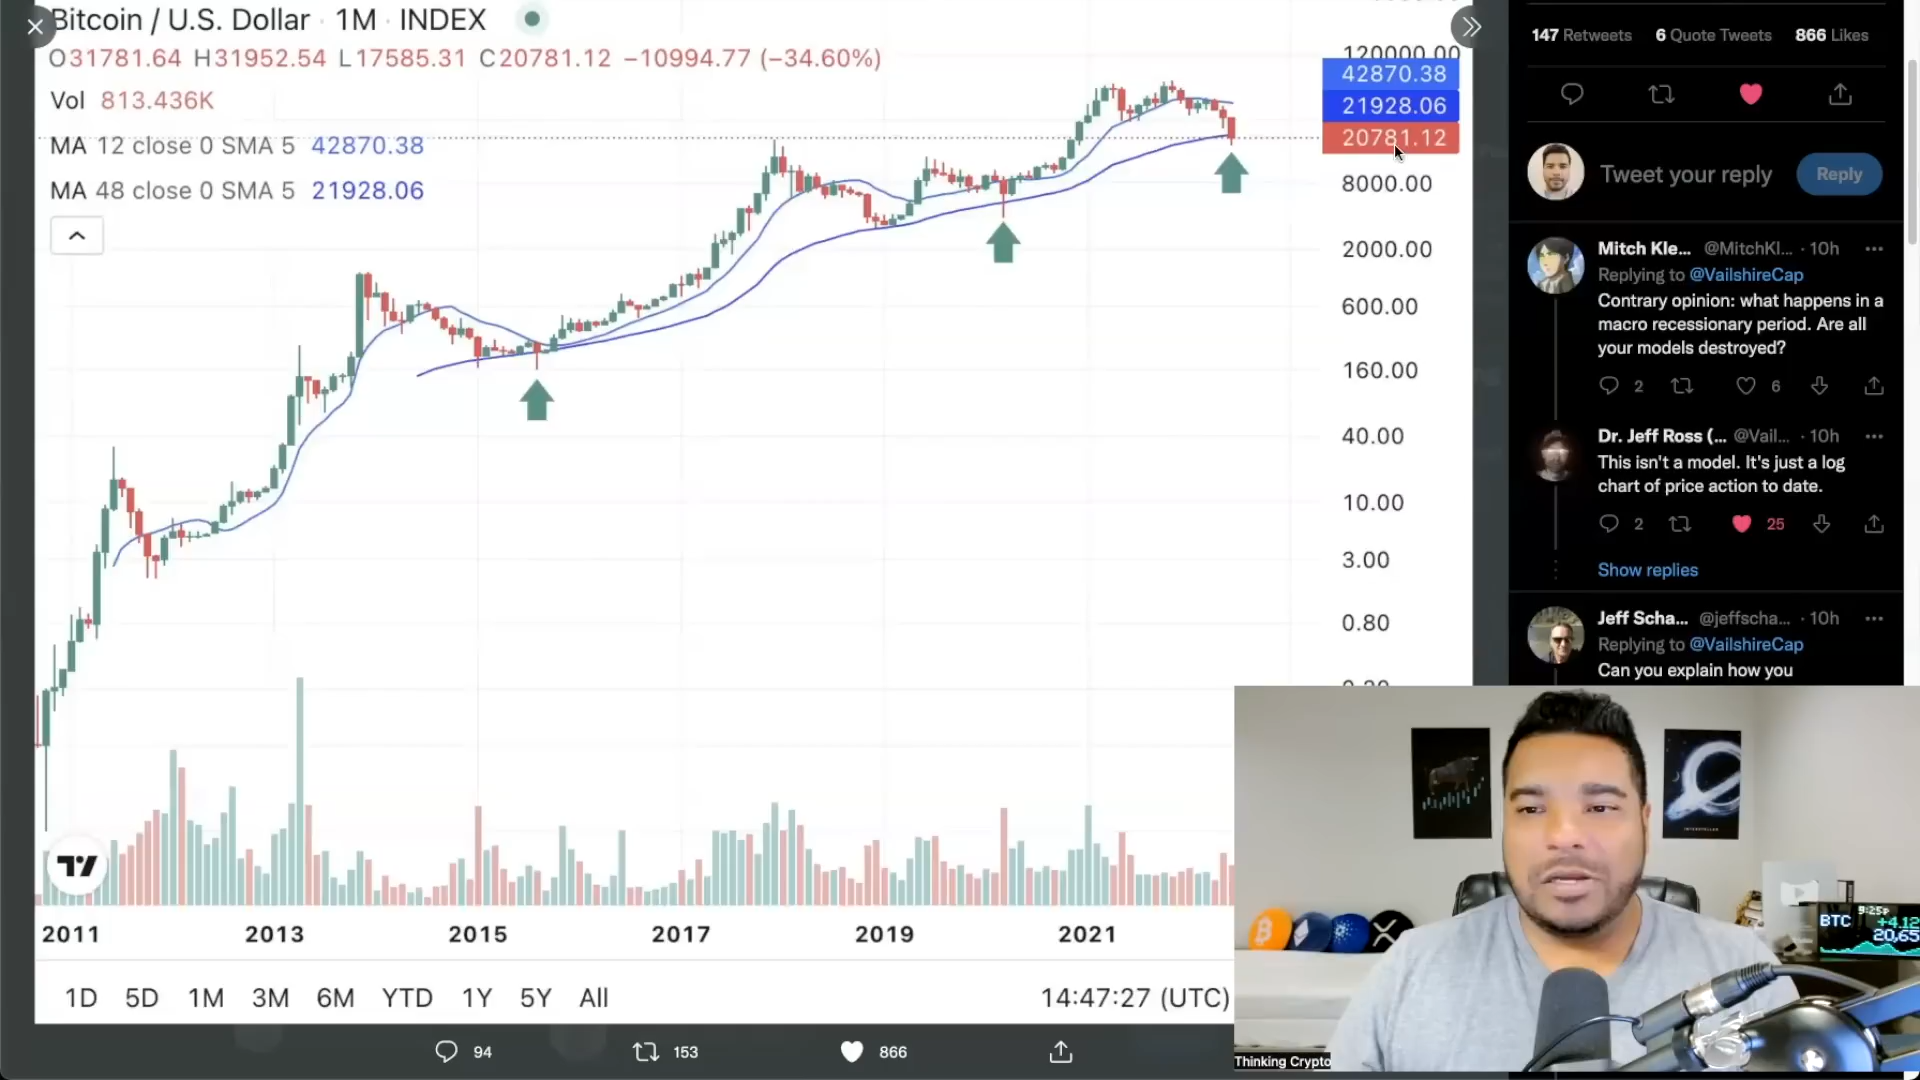 Bitcoin / U.S. Dollar · 1M · INDEX
O31781.64 H31952.54 L17585.31 C20781.12 −10994.77 (−34.60%)
Vol 813.436K
MA 12 close 0 SMA 5 42870.38
MA 48 close 0 SMA 5 21928.06
120000.00
42870.38
21928.06
20781.12
8000.00
2000.00
600.00
160.00
40.00
10.00
3.00
0.80
2011 2013 2015 2017 2019 2021
1D 5D 1M 3M 6M YTD 1Y 5Y All
14:47:27 (UTC)
94 153 866
147 Retweets 6 Quote Tweets 866 Likes
Tweet your reply
Reply
Mitch Kle... @MitchKl... · 10h
Replying to @VailshireCap
Contrary opinion: what happens in a
macro recessionary period. Are all
your models destroyed?
2 6
Dr. Jeff Ross (... @Vail... · 10h
This isn't a model. It's just a log
chart of price action to date.
2 25
Show replies
Jeff Scha... @jeffscha... · 10h
Replying to @VailshireCap
Can you explain how you
INTERSTELLAR
9:25P
BTC +4.12
20,65
Thinking Crypto